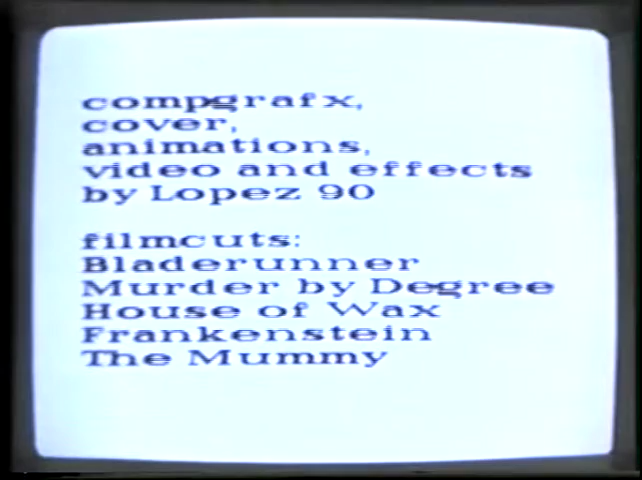 compgrafx,
cover,
animations,
video and effects
by Lopez 90
filmcuts:
Bladerunner
Murder by Degree
House of Wax
Frankenstein
The Mummy